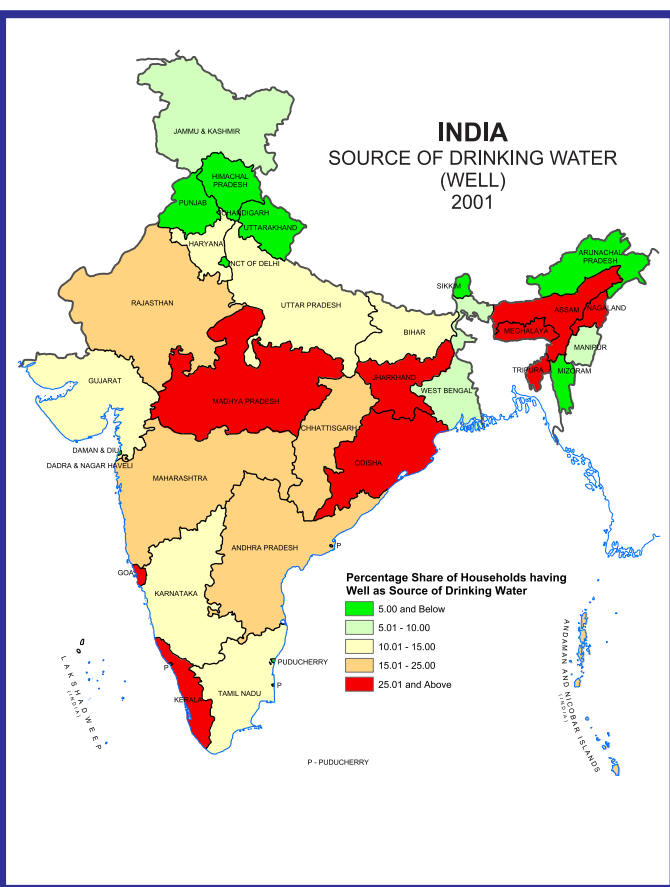 INDIA
SOURCE OF DRINKING WATER
(WELL)
2001
JAMMU & KASHMIR
HIMACHAL
PRADESH
PUNJAB
CHANDIGARH
UTTARAKHAND
HARYANA
NCT OF DELHI
ARUNACHAL
PRADESH
SIKKIM
RAJASTHAN
UTTAR PRADESH
ASSAM
NAGALAND
BIHAR
MEGHALAYA
MANIPUR
TRIPURA
MIZORAM
GUJARAT
JHARKHAND
WEST BENGAL
MADHYA PRADESH
CHHATTISGARH
DAMAN & DIU
DADRA & NAGAR HAVELI
ODISHA
MAHARASHTRA
ANDHRA PRADESH
P
GOA
KARNATAKA
Percentage Share of Households having
Well as Source of Drinking Water
5.00 and Below
5.01 - 10.00
10.01 - 15.00
15.01 - 25.00
25.01 and Above
PUDUCHERRY
P
P
KERALA
TAMIL NADU
LAKSHADWEEP
(INDIA)
ANDAMAN AND NICOBAR ISLANDS
(INDIA)
P - PUDUCHERRY